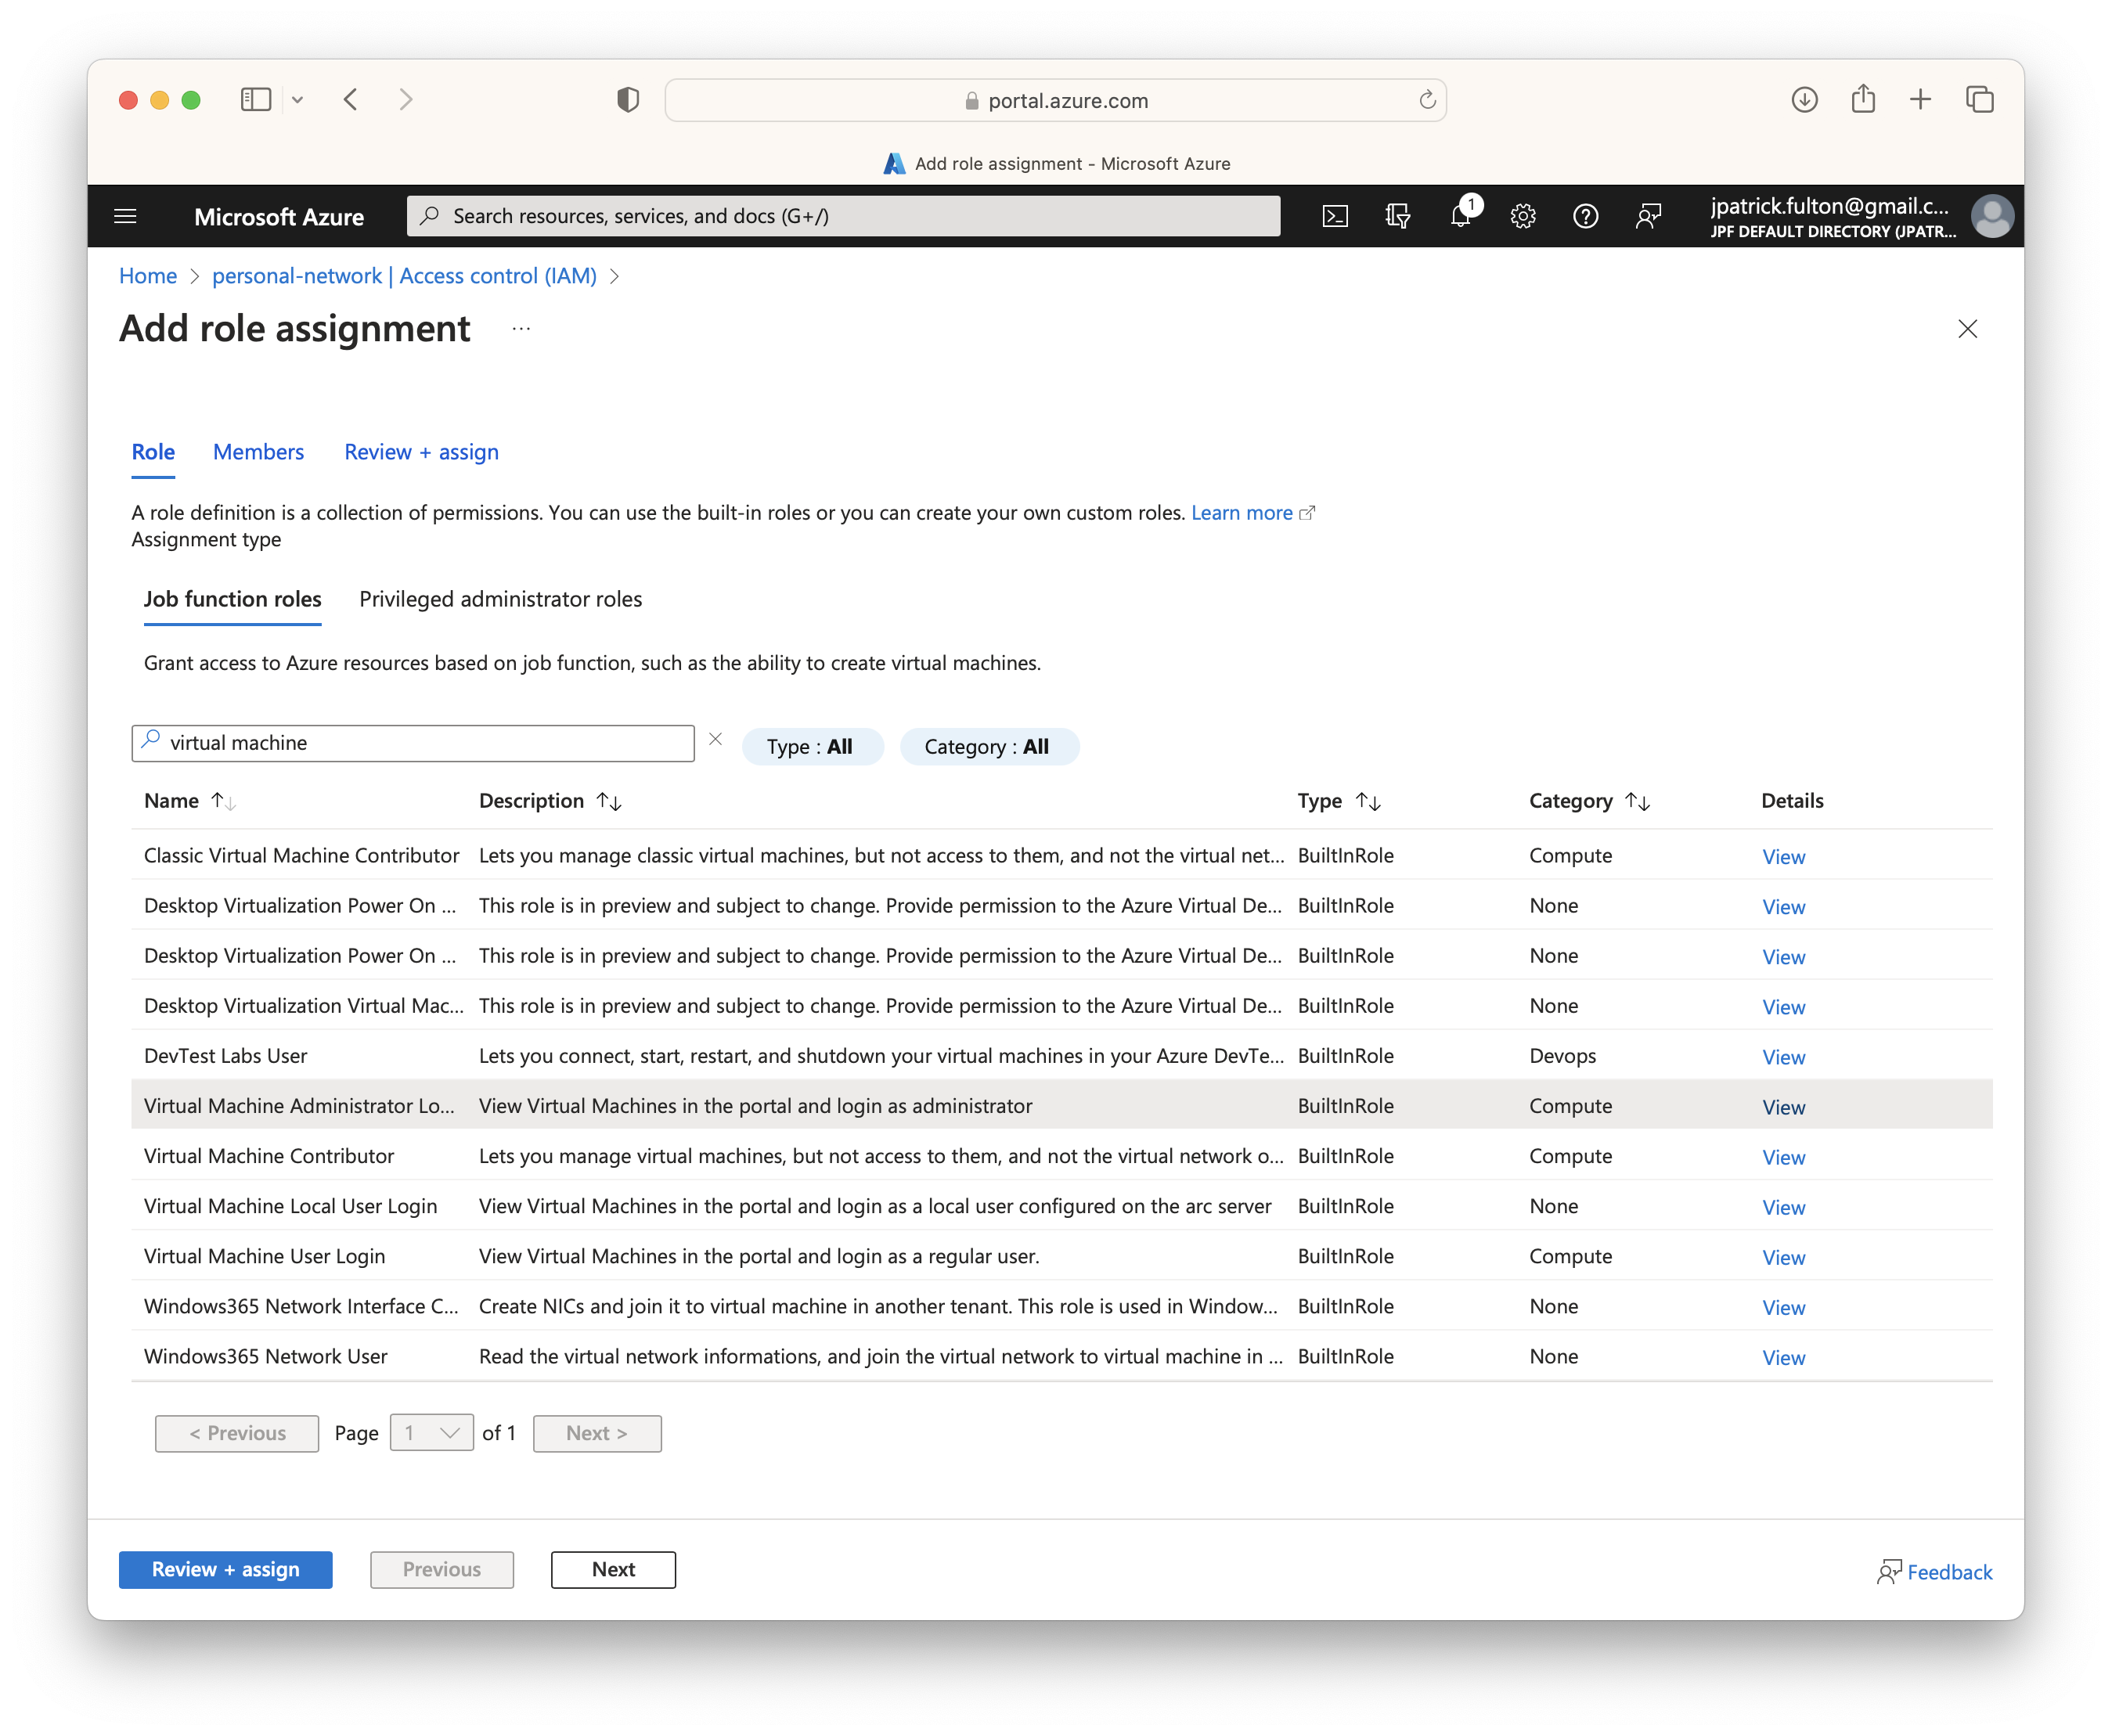 portal.azure.com
Add role assignment - Microsoft Azure
Microsoft Azure
Search resources, services, and docs (G+/)
1
jpatrick.fulton@gmail.c...
JPF DEFAULT DIRECTORY (JPATR...
Home > personal-network | Access control (IAM) >
Add role assignment ...
Role Members Review + assign
A role definition is a collection of permissions. You can use the built-in roles or you can create your own custom roles. Learn more
Assignment type
Job function roles Privileged administrator roles
Grant access to Azure resources based on job function, such as the ability to create virtual machines.
virtual machine Type : All Category : All
Name Description Type Category Details
Classic Virtual Machine Contributor Lets you manage classic virtual machines, but not access to them, and not the virtual net... BuiltInRole Compute View
Desktop Virtualization Power On ... This role is in preview and subject to change. Provide permission to the Azure Virtual De... BuiltInRole None View
Desktop Virtualization Power On ... This role is in preview and subject to change. Provide permission to the Azure Virtual De... BuiltInRole None View
Desktop Virtualization Virtual Mac... This role is in preview and subject to change. Provide permission to the Azure Virtual De... BuiltInRole None View
DevTest Labs User Lets you connect, start, restart, and shutdown your virtual machines in your Azure DevTe... BuiltInRole Devops View
Virtual Machine Administrator Lo... View Virtual Machines in the portal and login as administrator BuiltInRole Compute View
Virtual Machine Contributor Lets you manage virtual machines, but not access to them, and not the virtual network o... BuiltInRole Compute View
Virtual Machine Local User Login View Virtual Machines in the portal and login as a local user configured on the arc server BuiltInRole None View
Virtual Machine User Login View Virtual Machines in the portal and login as a regular user. BuiltInRole Compute View
Windows365 Network Interface C... Create NICs and join it to virtual machine in another tenant. This role is used in Window... BuiltInRole None View
Windows365 Network User Read the virtual network informations, and join the virtual network to virtual machine in ... BuiltInRole None View
< Previous Page 1 of 1 Next >
Review + assign Previous Next Feedback